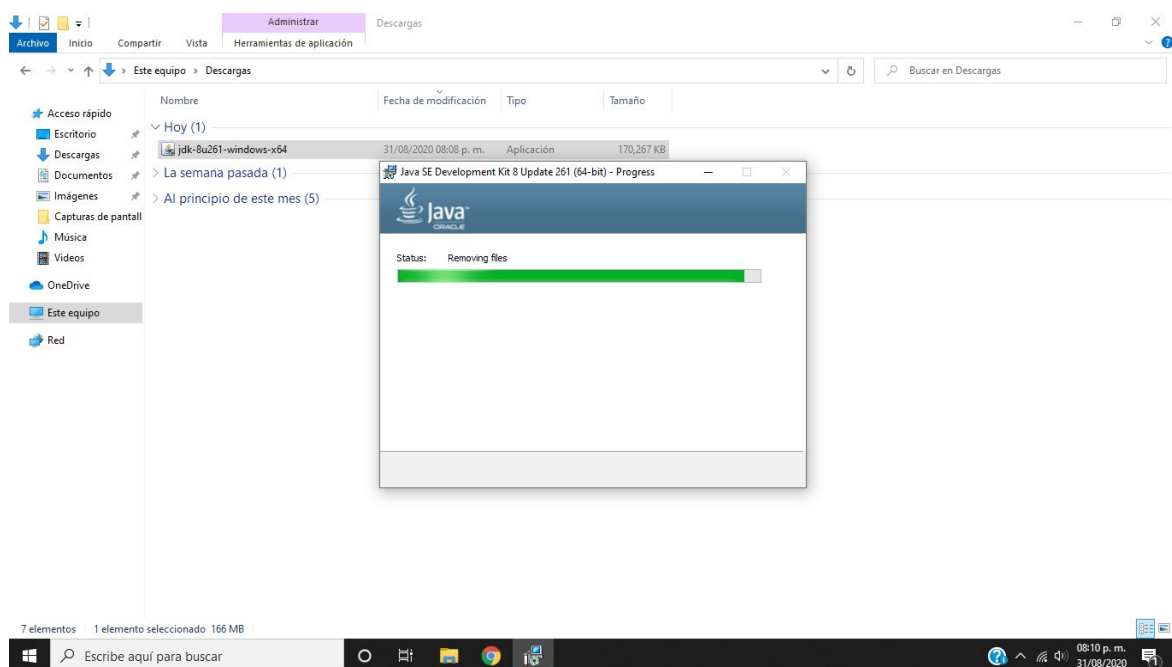 Administrar
Descargas
Archivo Inicio Compartir Vista Herramientas de aplicación
Este equipo Descargas
Buscar en Descargas
Nombre Fecha de modificación Tipo Tamaño
Acceso rápido
Escritorio
Descargas
Documentos
Imágenes
Capturas de pantall
Música
Videos
OneDrive
Este equipo
Red
Hoy (1)
jdk-8u261-windows-x64 31/08/2020 08:08 p. m. Aplicación 170,267 KB
La semana pasada (1)
Al principio de este mes (5)
Java SE Development Kit 8 Update 261 (64-bit) - Progress
Java
ORACLE
Status: Removing files
7 elementos 1 elemento seleccionado 166 MB
Escribe aquí para buscar
08:10 p. m.
31/08/2020